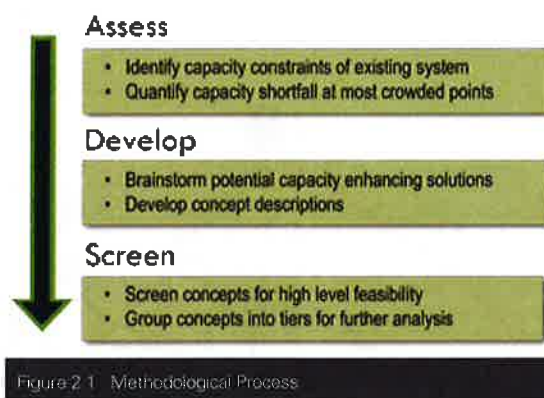 Assess
• Identify capacity constraints of existing system
• Quantify capacity shortfall at most crowded points
Develop
• Brainstorm potential capacity enhancing solutions
• Develop concept descriptions
Screen
• Screen concepts for high level feasibility
• Group concepts into tiers for further analysis
Figure 2.1 Methodological Process